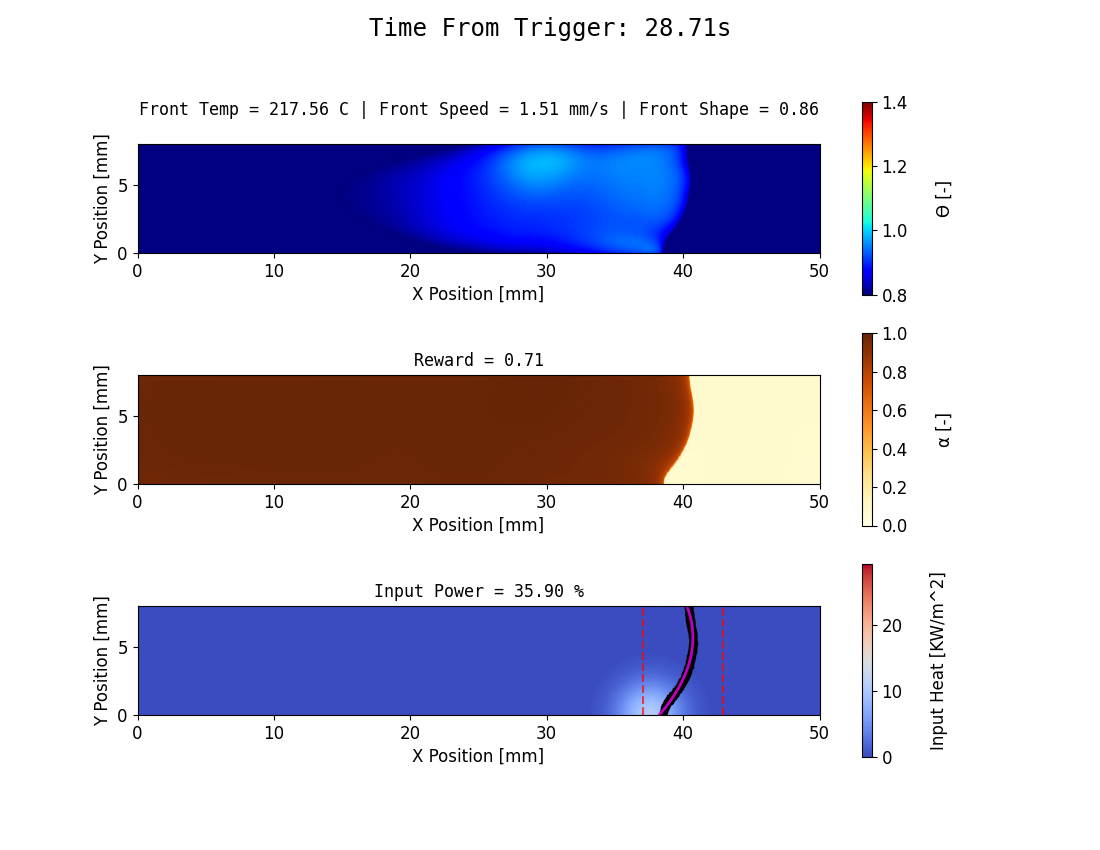 Time From Trigger: 28.71s
Front Temp = 217.56 C | Front Speed = 1.51 mm/s | Front Shape = 0.86
Y Position [mm]
5
0
0 10 20 30 40 50
X Position [mm]
1.4
1.2
1.0
0.8
Θ [-]
Reward = 0.71
Y Position [mm]
5
0
0 10 20 30 40 50
X Position [mm]
1.0
0.8
0.6
0.4
0.2
0.0
α [-]
Input Power = 35.90 %
Y Position [mm]
5
0
0 10 20 30 40 50
X Position [mm]
20
10
0
Input Heat [KW/m^2]